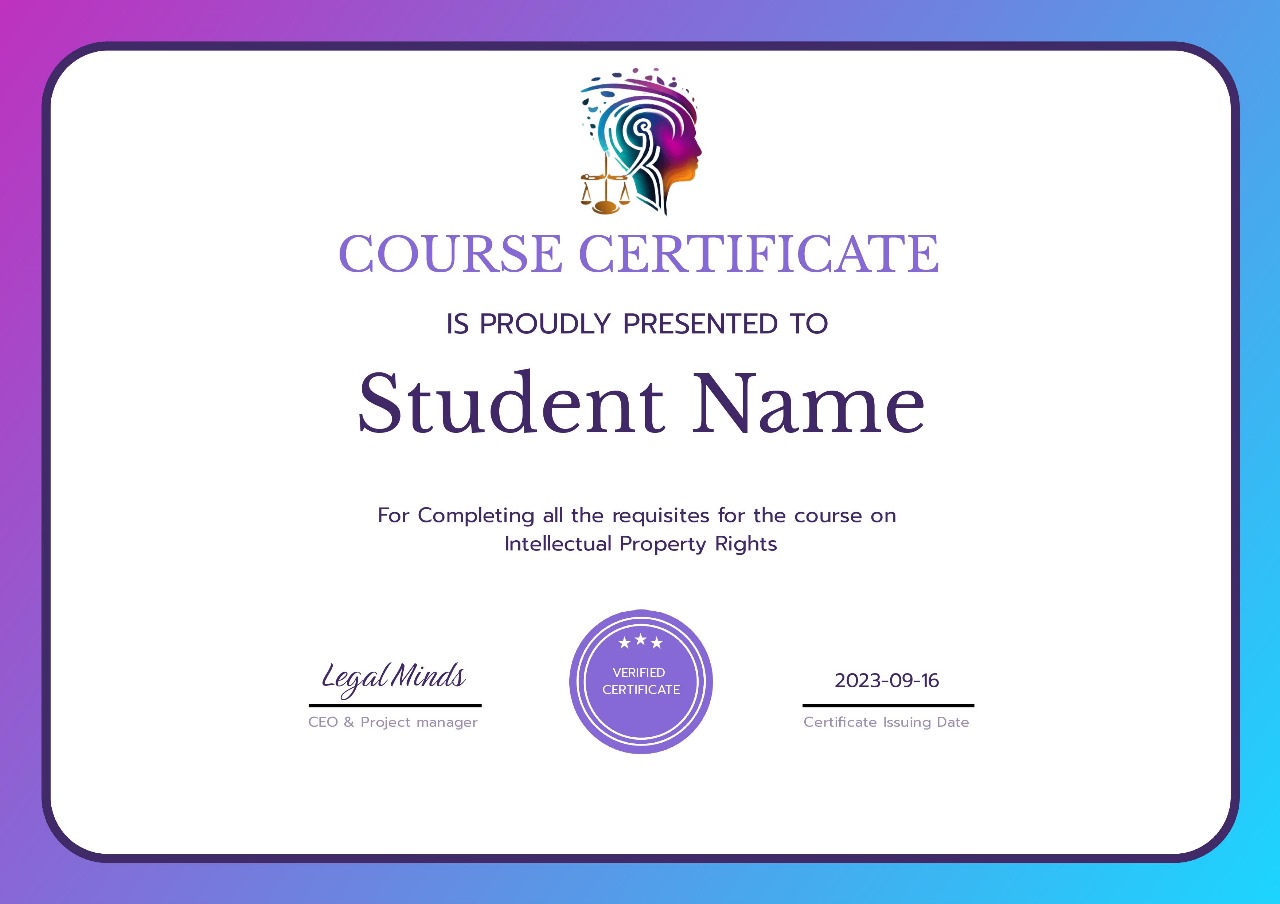 COURSE CERTIFICATE
IS PROUDLY PRESENTED TO
Student Name
For Completing all the requisites for the course on
Intellectual Property Rights
Legal Minds
CEO & Project manager
VERIFIED
CERTIFICATE
2023-09-16
Certificate Issuing Date